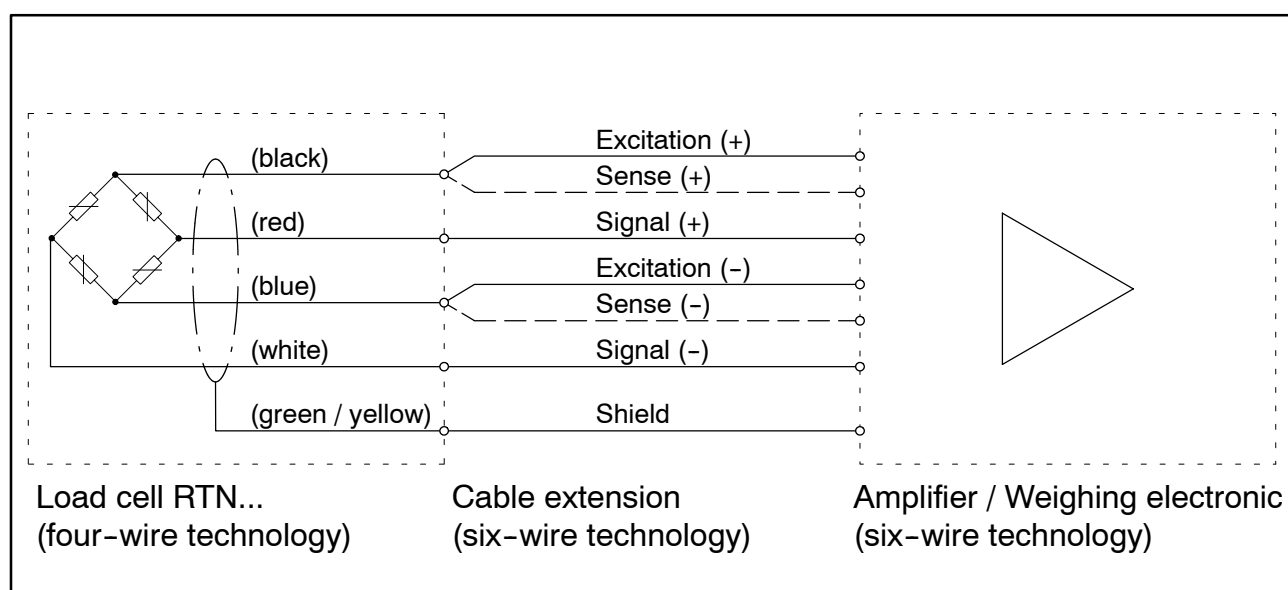 (black)
Excitation (+)
Sense (+)
(red)
Signal (+)
(blue)
Excitation (–)
Sense (–)
(white)
Signal (–)
(green / yellow)
Shield
Load cell RTN...
(four–wire technology)
Cable extension
(six–wire technology)
Amplifier / Weighing electronic
(six–wire technology)